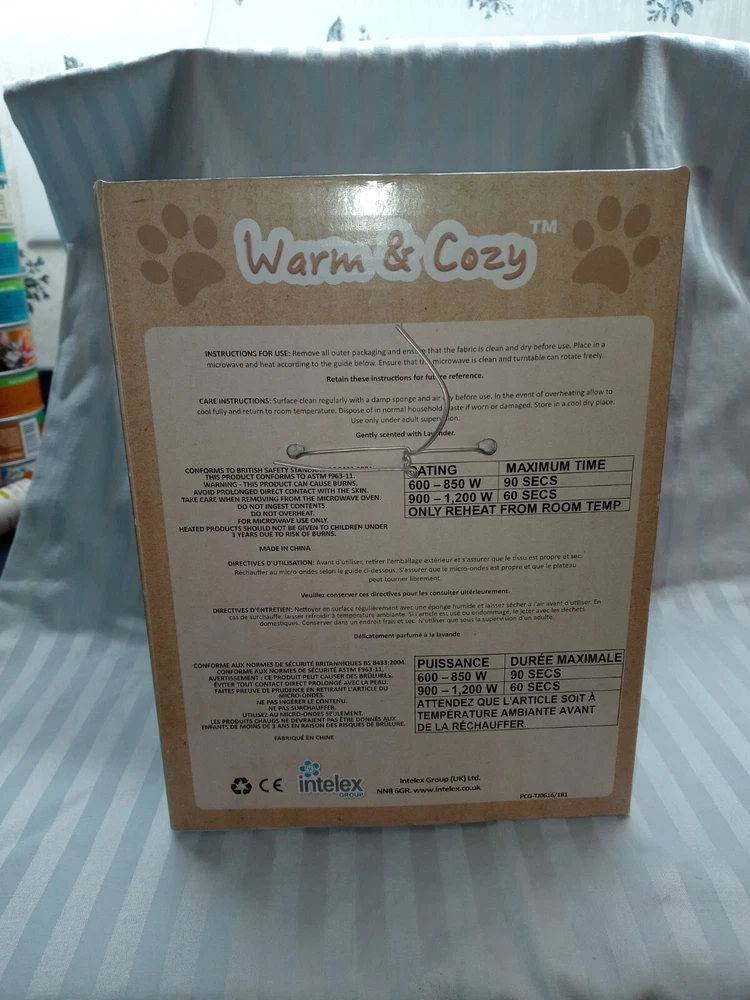 Warm & Cozy™
INSTRUCTIONS FOR USE: Remove all outer packaging and ensure that the fabric is clean and dry before use. Place in a
microwave and heat according to the guide below. Ensure that the microwave is clean and turntable can rotate freely.
Retain these instructions for future reference.
CARE INSTRUCTIONS: Surface clean regularly with a damp sponge and air dry before use. In the event of overheating allow to
cool fully and return to room temperature. Dispose of in normal household waste if worn or damaged. Store in a cool dry place.
Use only under adult supervision.
Gently scented with Lavender.
CONFORMS TO BRITISH SAFETY
THIS PRODUCT CONFORMS TO ASTM F963-11.
WARNING - THIS PRODUCT CAN CAUSE BURNS.
AVOID PROLONGED DIRECT CONTACT WITH THE SKIN.
TAKE CARE WHEN REMOVING FROM THE MICROWAVE OVEN.
DO NOT INGEST CONTENTS.
DO NOT OVERHEAT.
FOR MICROWAVE USE ONLY.
HEATED PRODUCTS SHOULD NOT BE GIVEN TO CHILDREN UNDER
3 YEARS DUE TO RISK OF BURNS.
MADE IN CHINA
RATING MAXIMUM TIME
600 – 850 W 90 SECS
900 – 1,200 W 60 SECS
ONLY REHEAT FROM ROOM TEMP
DIRECTIVES D'UTILISATION: Avant d'utiliser, retirer l'emballage extérieur et s'assurer que le tissu est propre et sec.
Réchauffer au micro-ondes selon le guide ci-dessous. S'assurer que le micro-ondes est propre et que le plateau
peut tourner librement.
Veuillez conserver ces directives pour les consulter ultérieurement.
DIRECTIVES D'ENTRETIEN: Nettoyer en surface régulièrement avec une éponge humide et laissez sécher à l'air avant d'utiliser. En
cas de surchauffe, laisser refroidir à température ambiante. Si l'article est usé ou endommagé, le jeter avec les déchets
domestiques. Conserver dans un endroit frais et sec. N'utiliser que sous la supervision d'un adulte.
Délicatement parfumé à la lavande
CONFORME AUX NORMES DE SÉCURITÉ BRITANNIQUES BS 8433:2004.
CONFORME AUX NORMES DE SÉCURITÉ ASTM F963-11.
AVERTISSEMENT : CE PRODUIT PEUT CAUSER DES BRÛLURES.
ÉVITER TOUT CONTACT DIRECT PROLONGÉ AVEC LA PEAU.
FAITES PREUVE DE PRUDENCE EN RETIRANT L'ARTICLE DU
MICRO-ONDES.
NE PAS INGÉRER LE CONTENU.
NE PAS SURCHAUFFER.
UTILISEZ AU MICRO-ONDES SEULEMENT.
LES PRODUITS CHAUDS NE DEVRAIENT PAS ÊTRE DONNÉS AUX
ENFANTS DE MOINS DE 3 ANS EN RAISON DES RISQUES DE BRÛLURE.
FABRIQUÉ EN CHINE
PUISSANCE DURÉE MAXIMALE
600 – 850 W 90 SECS
900 – 1,200 W 60 SECS
ATTENDEZ QUE L'ARTICLE SOIT À
TEMPÉRATURE AMBIANTE AVANT
DE LA RÉCHAUFFER.
CE
intelex
GROUP
Intelex Group (UK) Ltd.
NN8 6GR. www.intelex.co.uk
PCG-TJ0616/181